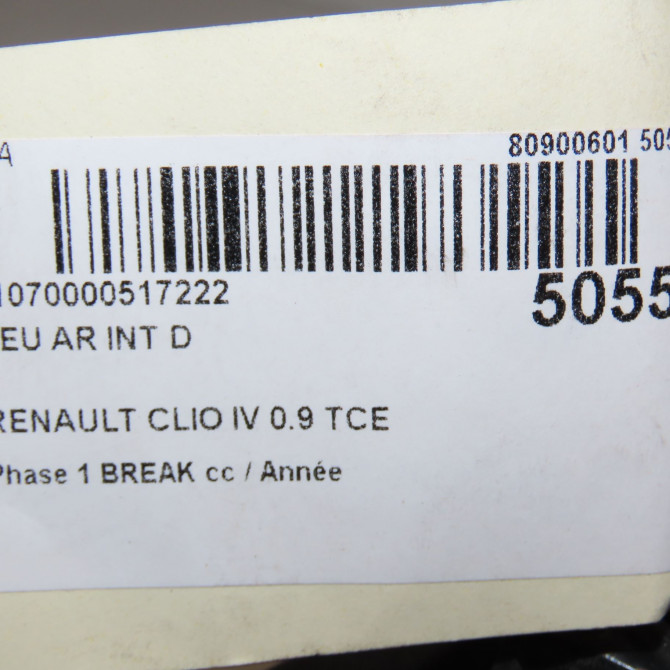 A 80900601 505
1070000517222 5055
EU AR INT D
RENAULT CLIO IV 0.9 TCE
Phase 1 BREAK cc / Année